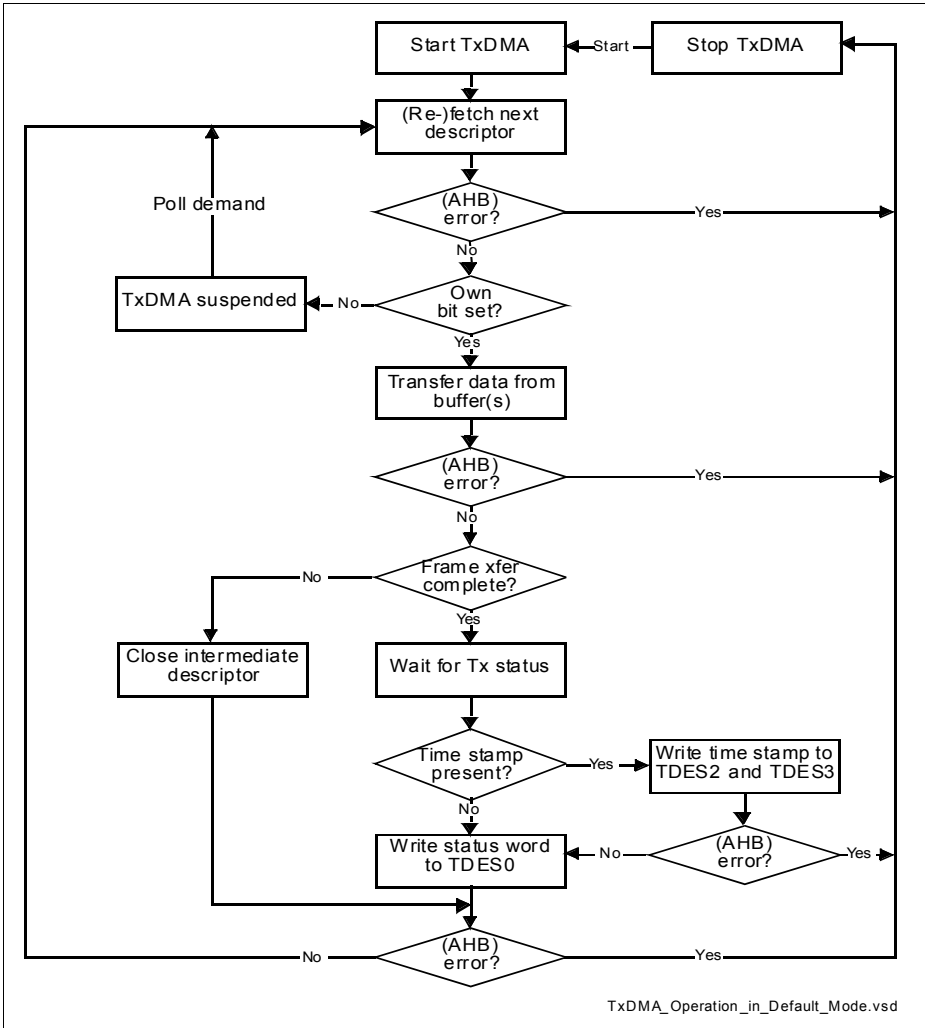 Start TxDMA
Start
Stop TxDMA
(Re-)fetch next
descriptor
Poll demand
(AHB)
error?
Yes
No
TxDMA suspended
No
Own
bit set?
Yes
Transfer data from
buffer(s)
(AHB)
error?
Yes
No
No
Frame xfer
complete?
Yes
Close intermediate
descriptor
Wait for Tx status
Time stamp
present?
Yes
Write time stamp to
TDES2 and TDES3
No
Write status word
to TDES0
No
(AHB)
error?
Yes
No
(AHB)
error?
Yes
TxDMA_Operation_in_Default_Mode.vsd